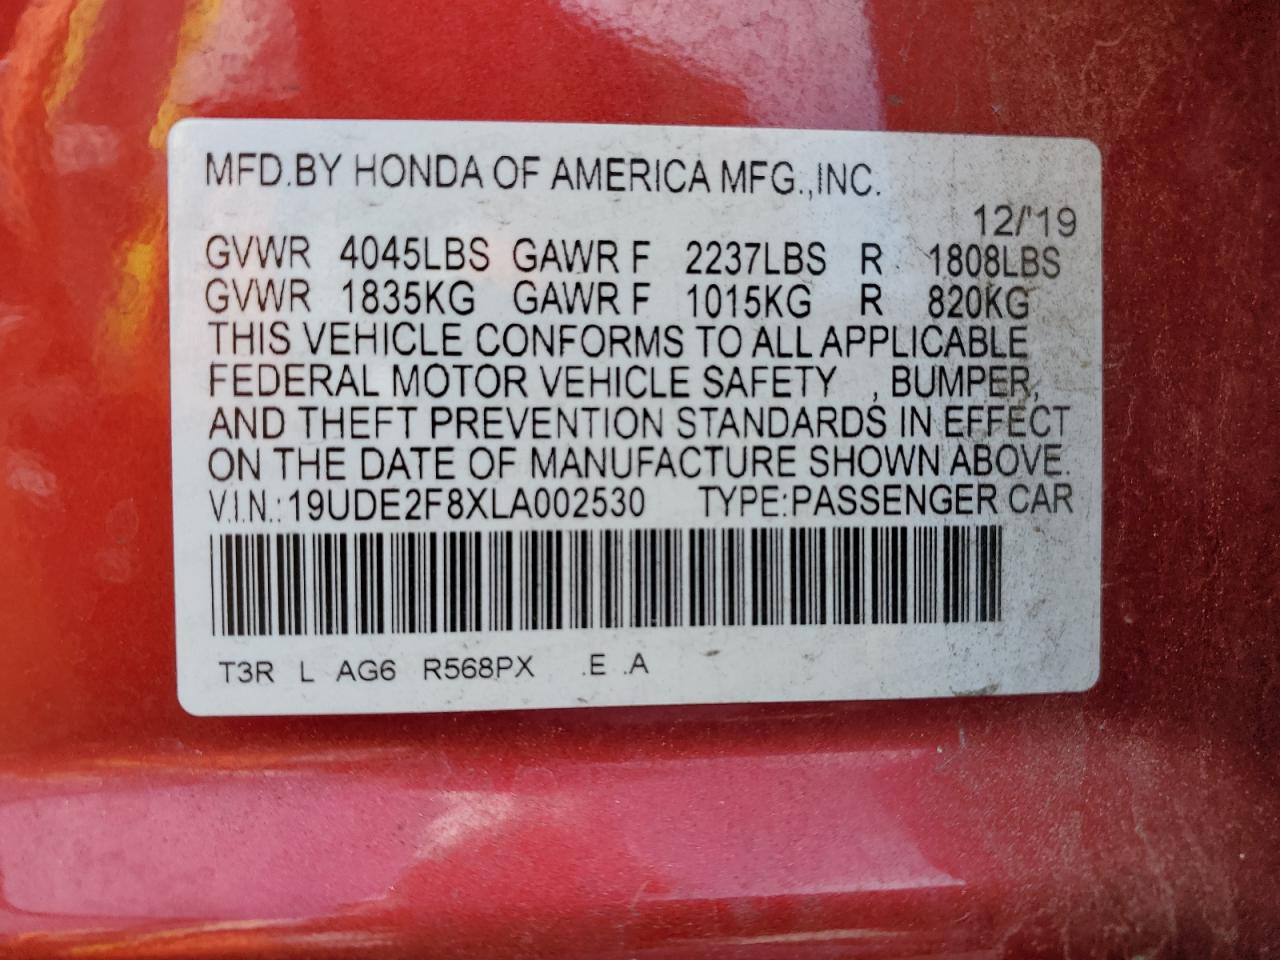 MFD.BY HONDA OF AMERICA MFG.,INC.
12/'19
GVWR 4045LBS GAWR F 2237LBS R 1808LBS
GVWR 1835KG GAWR F 1015KG R 820KG
THIS VEHICLE CONFORMS TO ALL APPLICABLE
FEDERAL MOTOR VEHICLE SAFETY , BUMPER,
AND THEFT PREVENTION STANDARDS IN EFFECT
ON THE DATE OF MANUFACTURE SHOWN ABOVE.
V.I.N.:19UDE2F8XLA002530 TYPE:PASSENGER CAR
T3R L AG6 R568PX .E .A